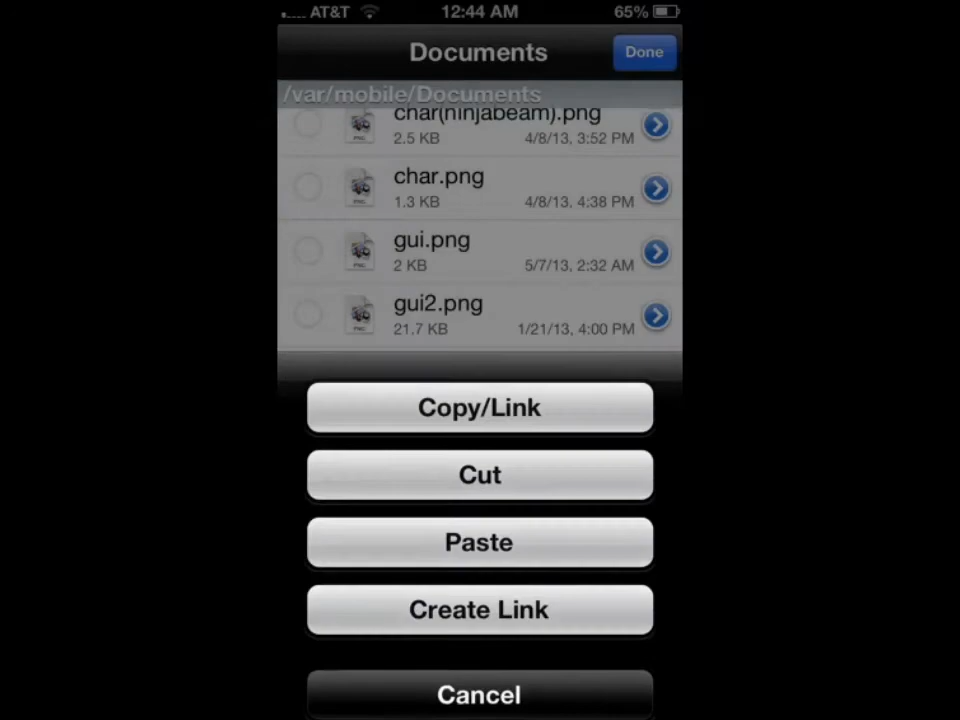 AT&T 12:44 AM 65%
Documents Done
/var/mobile/Documents
char(ninjabeam).png
2.5 KB 4/8/13, 3:52 PM
char.png
1.3 KB 4/8/13, 4:38 PM
gui.png
2 KB 5/7/13, 2:32 AM
gui2.png
21.7 KB 1/21/13, 4:00 PM
Copy/Link
Cut
Paste
Create Link
Cancel